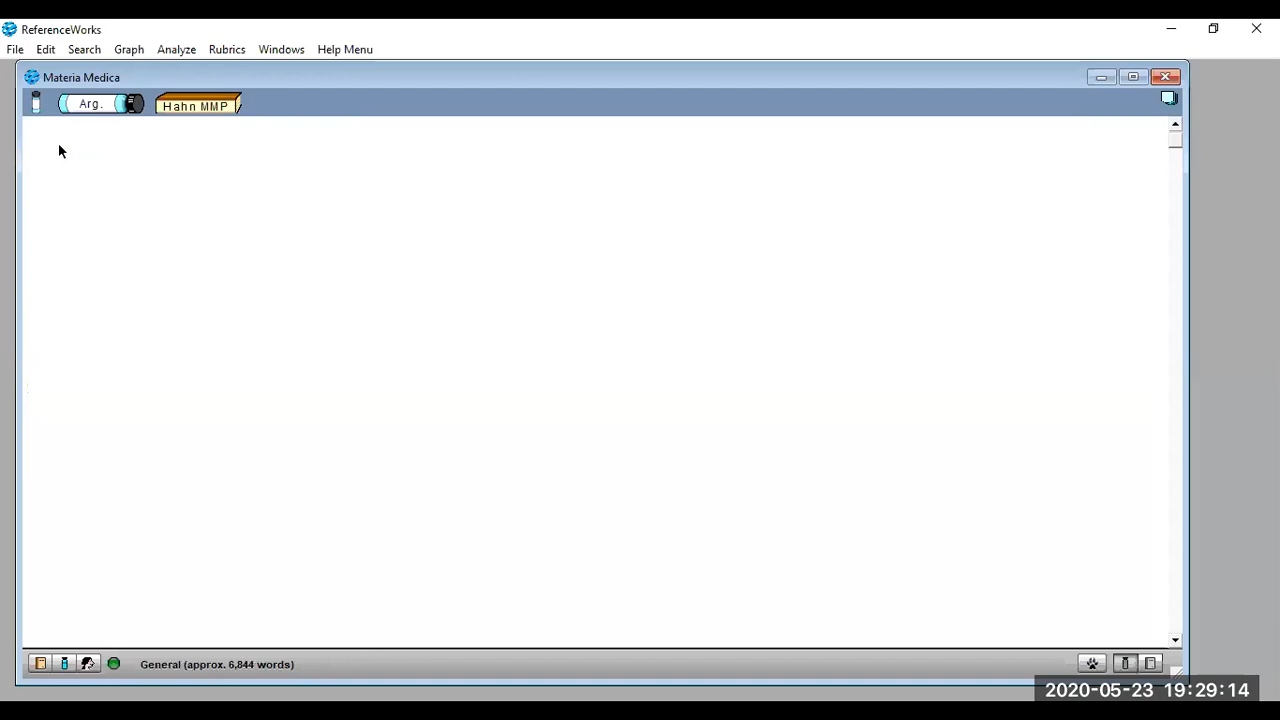 ReferenceWorks
File Edit Search Graph Analyze Rubrics Windows Help Menu
Materia Medica
Arg. Hahn MMP
General (approx. 6,844 words)
2020-05-23 19:29:14